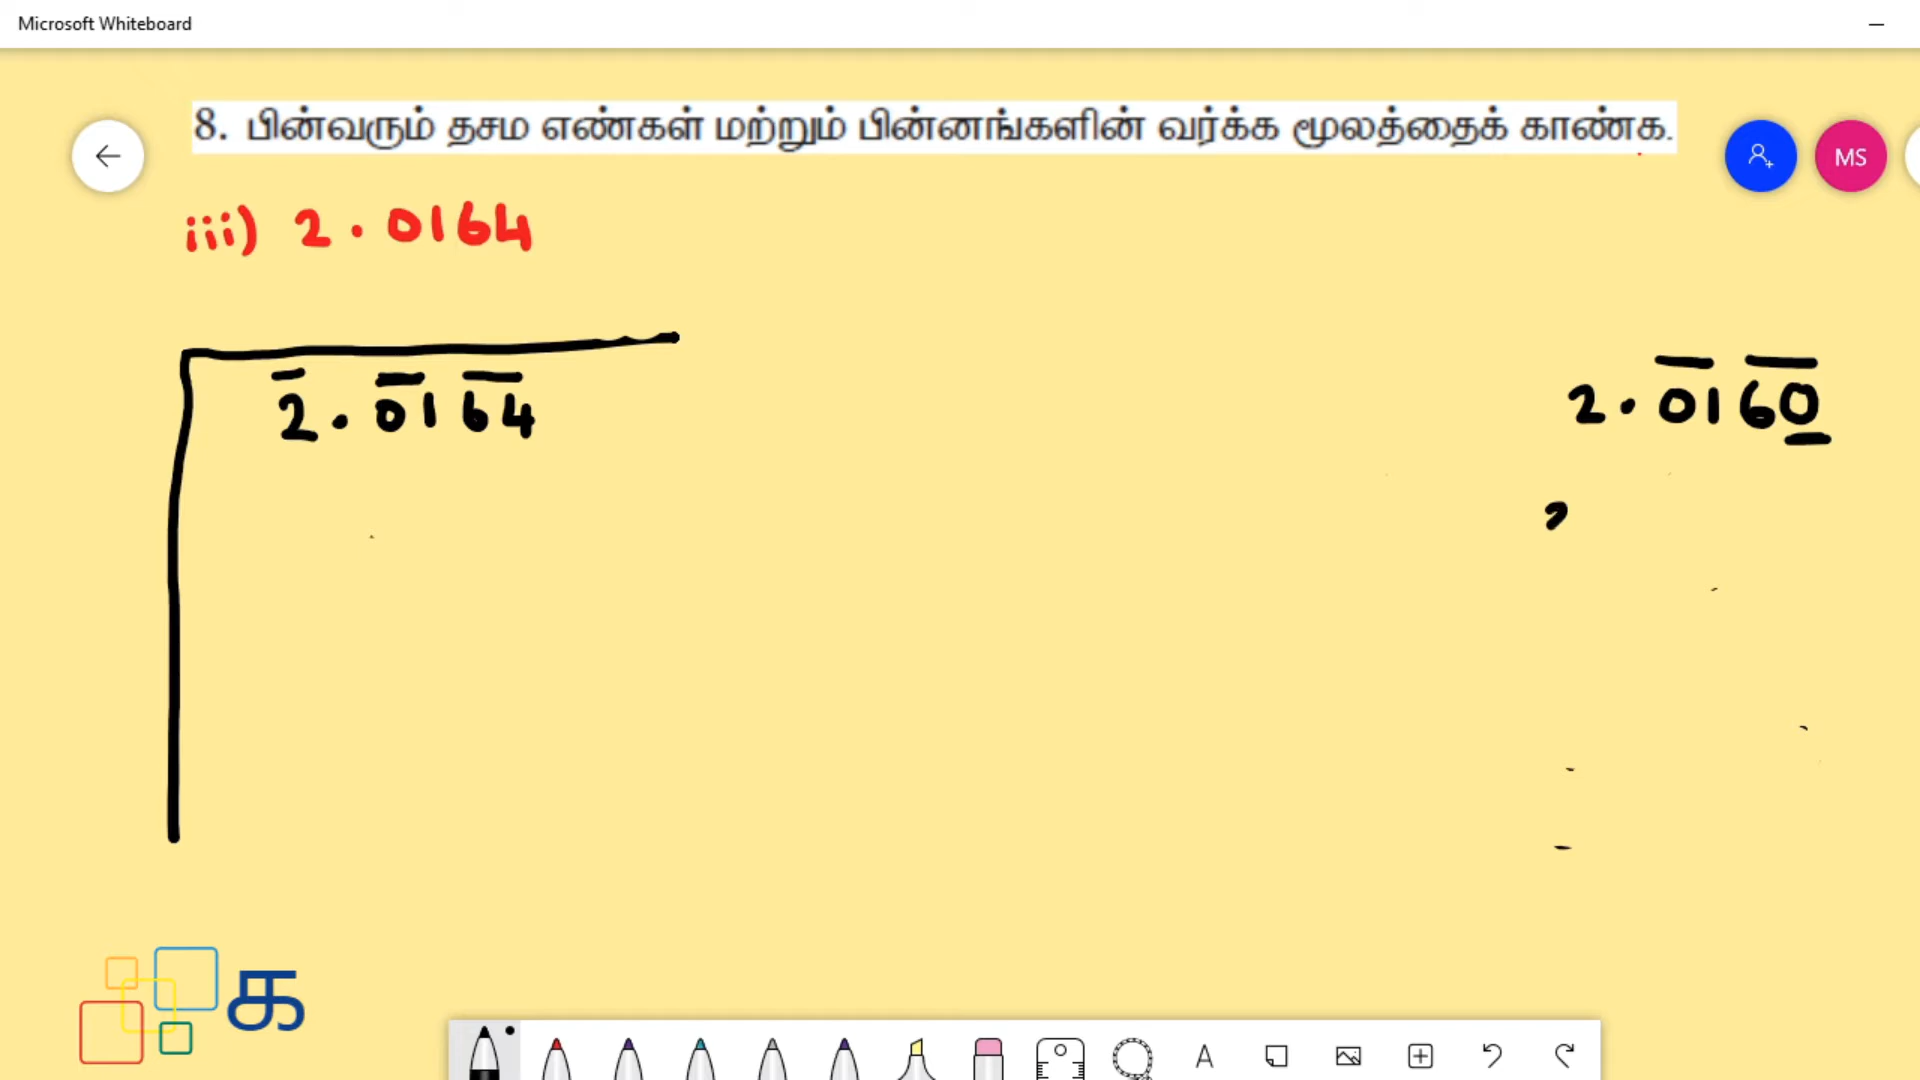 Microsoft Whiteboard
8. பின்வரும் தசம எண்கள் மற்றும் பின்னங்களின் வர்க்க மூலத்தைக் காண்க.
MS
iii) 2.0164
2.0164
2.0160
க